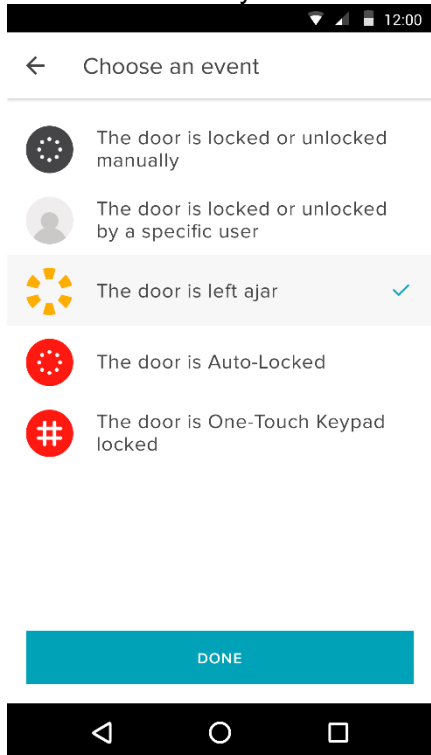 12:00
Choose an event
The door is locked or unlocked
manually
The door is locked or unlocked
by a specific user
The door is left ajar
The door is Auto-Locked
The door is One-Touch Keypad
locked
DONE